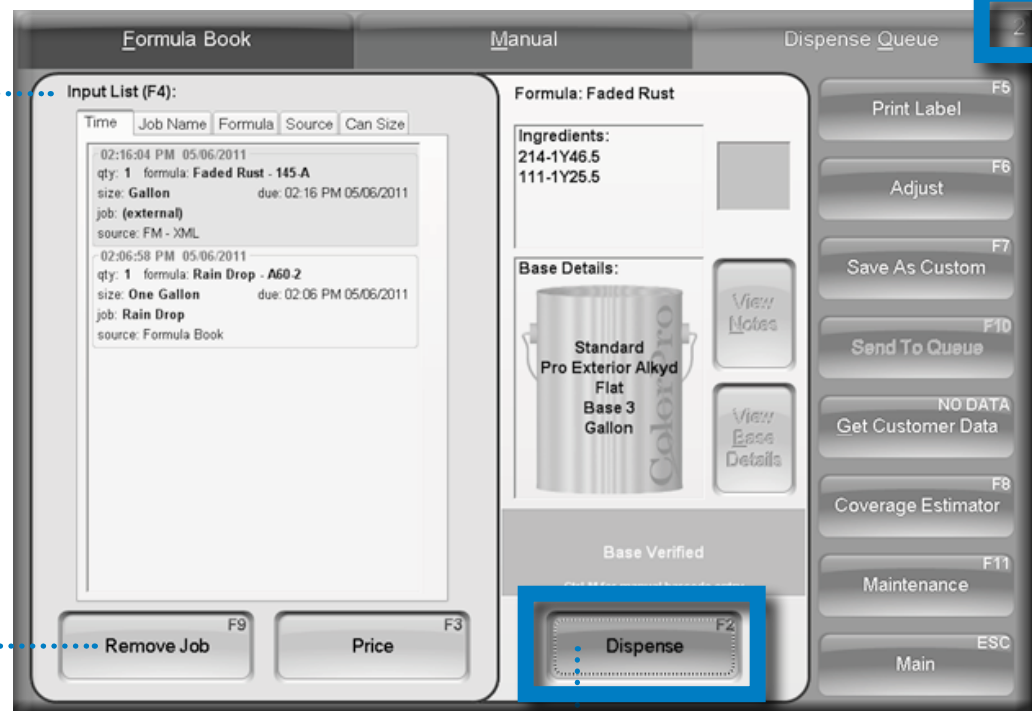 Formula Book
Manual
Dispense Queue
2
Input List (F4):
Time
Job Name
Formula
Source
Can Size
02:16:04 PM 05/06/2011
qty: 1 formula: Faded Rust - 145-A
size: Gallon due: 02:16 PM 05/06/2011
job: (external)
source: FM - XML
02:06:58 PM 05/06/2011
qty: 1 formula: Rain Drop - A60-2
size: One Gallon due: 02:06 PM 05/06/2011
job: Rain Drop
source: Formula Book
F9
Remove Job
F3
Price
Formula: Faded Rust
Ingredients:
214-1Y46.5
111-1Y25.5
Base Details:
ColorPro
Standard
Pro Exterior Alkyd
Flat
Base 3
Gallon
View
Notes
View
Base
Details
Base Verified
F2
Dispense
F5
Print Label
F6
Adjust
F7
Save As Custom
F10
Send To Queue
NO DATA
Get Customer Data
F8
Coverage Estimator
F11
Maintenance
ESC
Main